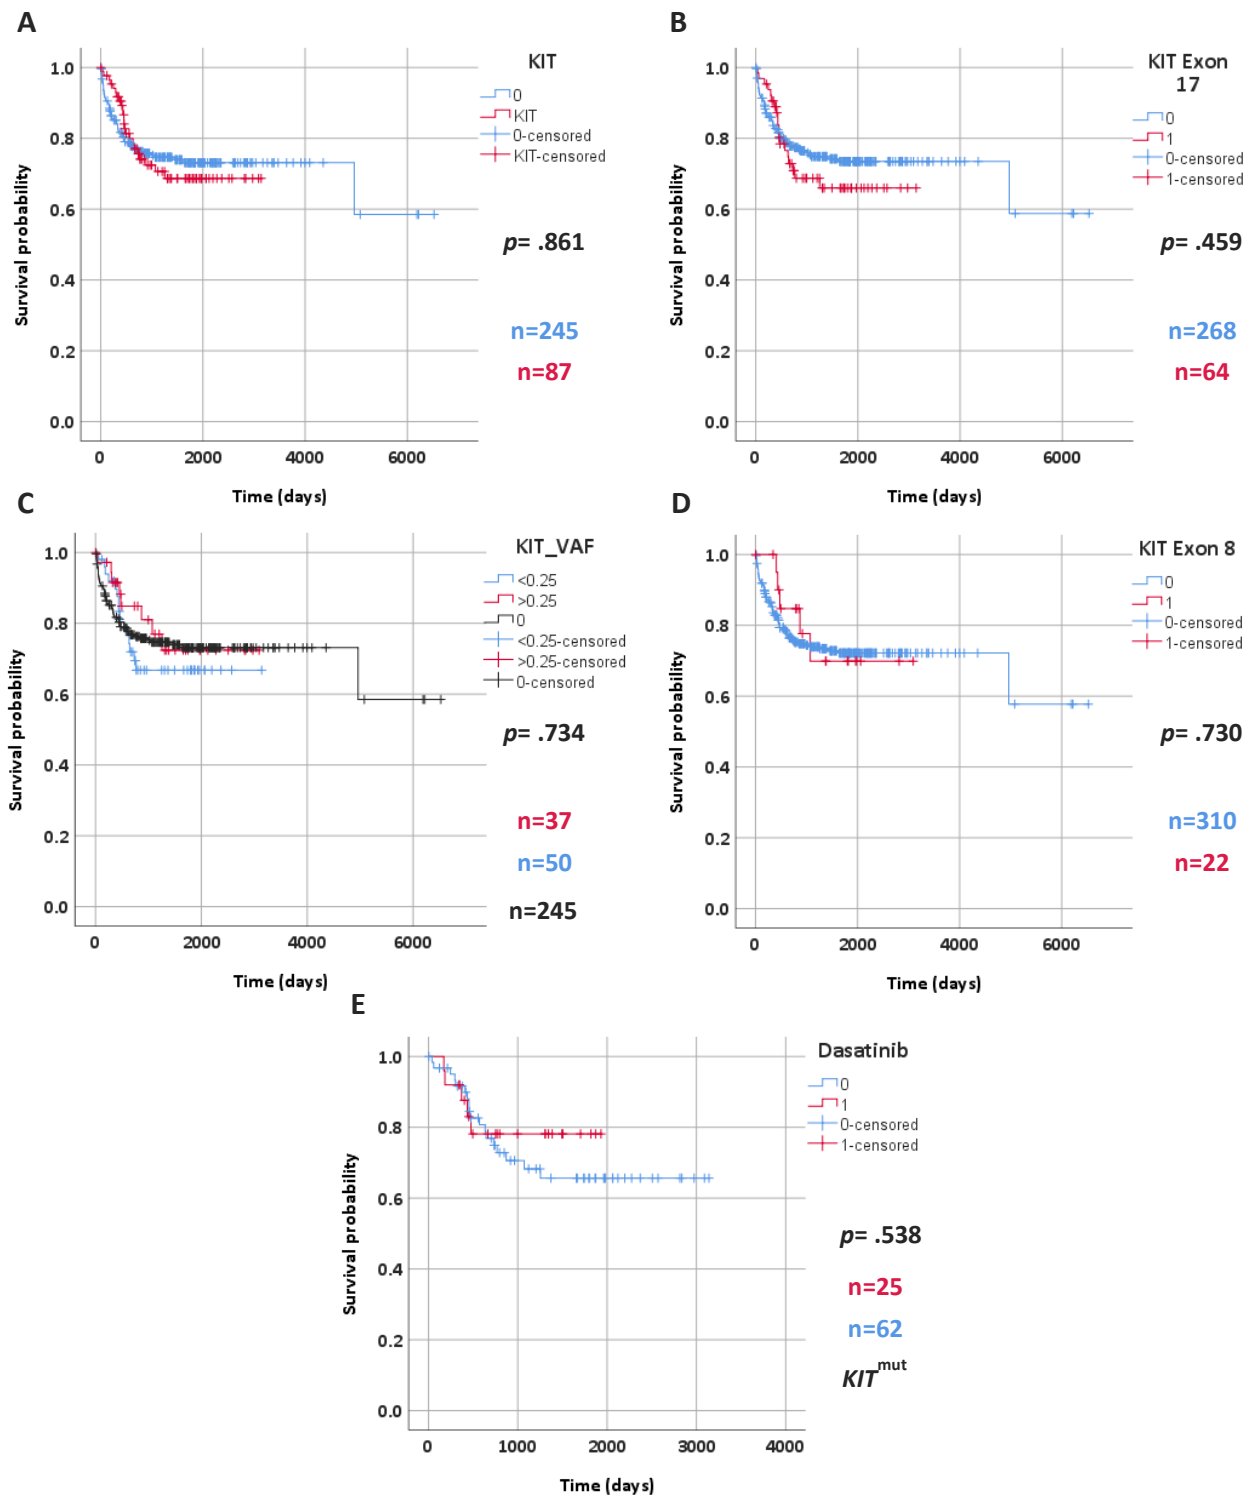 A
KIT
0
KIT
0-censored
KIT-censored
p= .861
n=245
n=87
Survival probability
1.0
0.8
0.6
0.4
0.2
0.0
0 2000 4000 6000
Time (days)
B
KIT Exon
17
0
1
0-censored
1-censored
p= .459
n=268
n=64
Survival probability
1.0
0.8
0.6
0.4
0.2
0.0
0 2000 4000 6000
Time (days)
C
KIT_VAF
<0.25
>0.25
0
<0.25-censored
>0.25-censored
0-censored
p= .734
n=37
n=50
n=245
Survival probability
1.0
0.8
0.6
0.4
0.2
0.0
0 2000 4000 6000
Time (days)
D
KIT Exon 8
0
1
0-censored
1-censored
p= .730
n=310
n=22
Survival probability
1.0
0.8
0.6
0.4
0.2
0.0
0 2000 4000 6000
Time (days)
E
Dasatinib
0
1
0-censored
1-censored
p= .538
n=25
n=62
KIT^mut
Survival probability
1.0
0.8
0.6
0.4
0.2
0.0
0 1000 2000 3000 4000
Time (days)